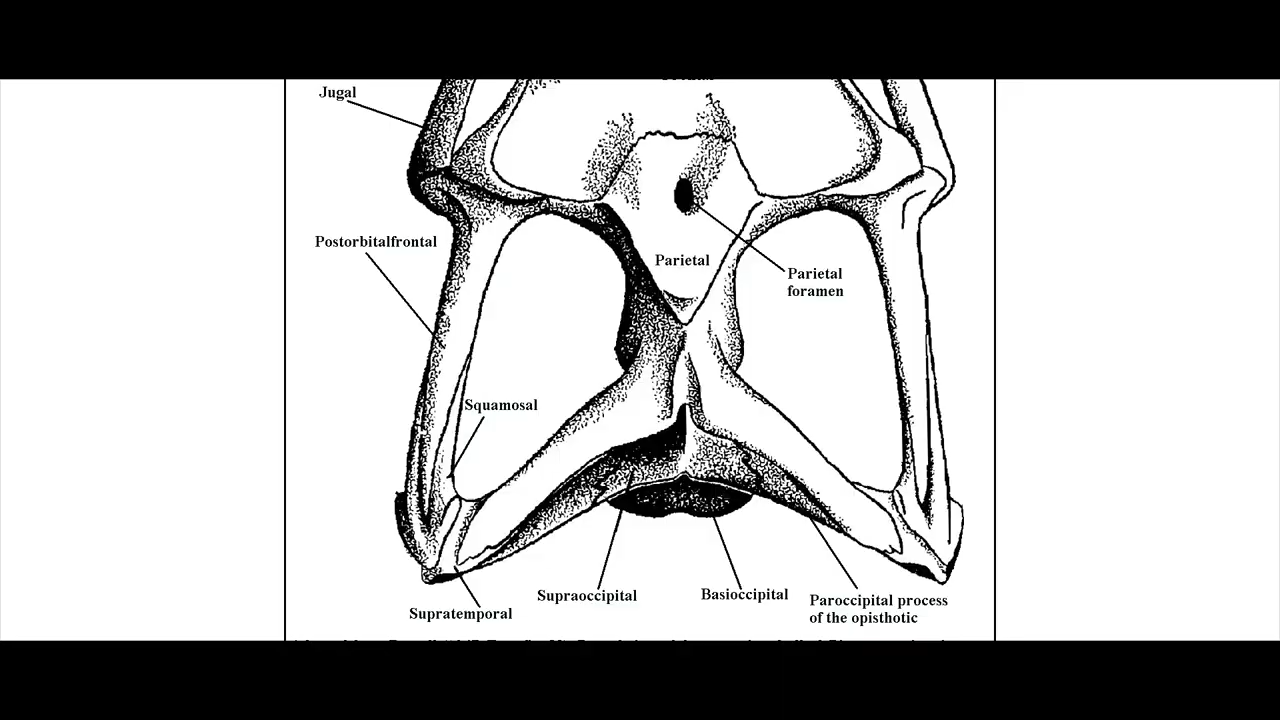 Jugal
Postorbitalfrontal
Parietal
Parietal
foramen
Squamosal
Supraoccipital
Basioccipital
Paroccipital process
of the opisthotic
Supratemporal